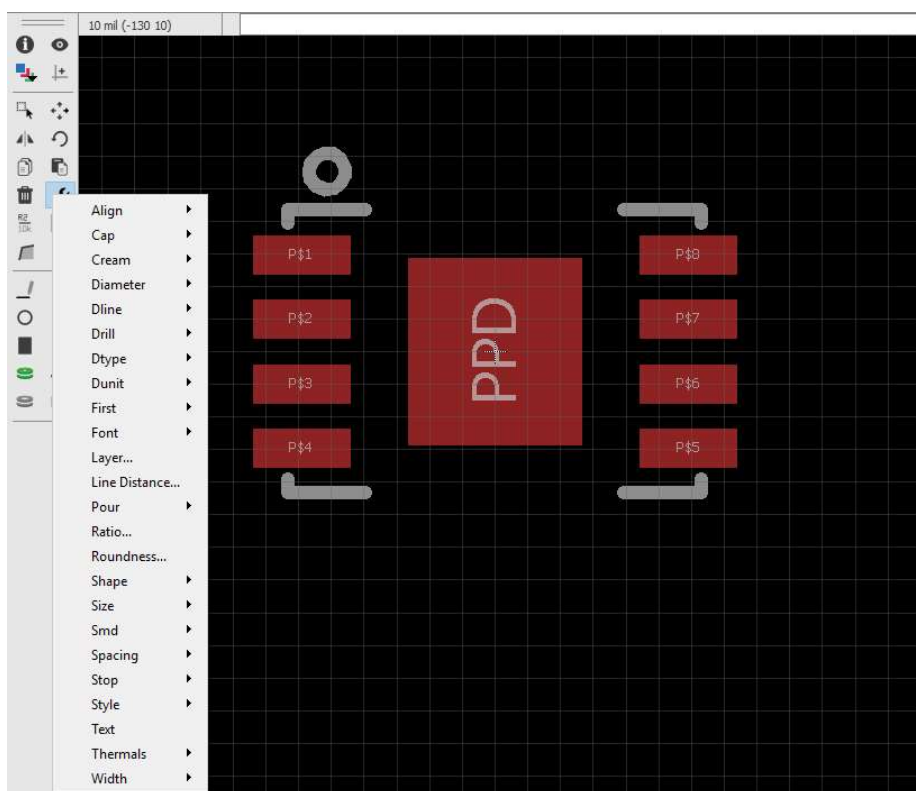 10 mil (-130 10)
R2
10k
Align
Cap
Cream
Diameter
Dline
Drill
Dtype
Dunit
First
Font
Layer...
Line Distance...
Pour
Ratio...
Roundness...
Shape
Size
Smd
Spacing
Stop
Style
Text
Thermals
Width
P$1
P$2
P$3
P$4
PPD
P$8
P$7
P$6
P$5